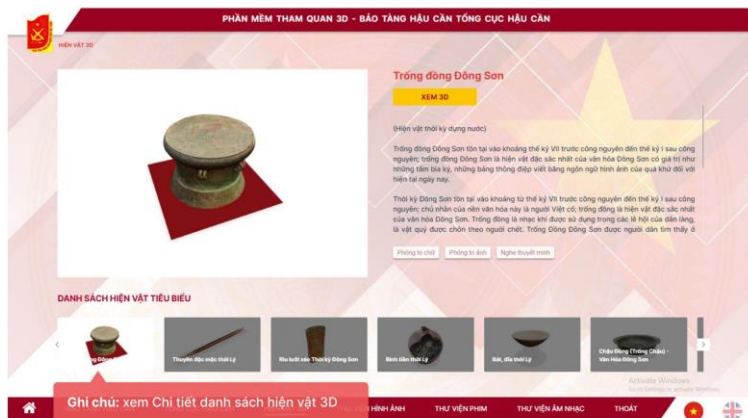 PHẦN MỀM THAM QUAN 3D - BẢO TÀNG HẬU CẦN TỔNG CỤC HẬU CẦN
HIỆN VẬT 3D
Trống đồng Đông Sơn
XEM 3D
(Hiện vật thời kỳ dựng nước)
Trống đồng Đông Sơn tồn tại vào khoảng thế kỷ VII trước công nguyên đến thế kỷ I sau công
nguyên; trống đồng Đông Sơn là hiện vật đặc sắc nhất của văn hóa Đông Sơn có giá trị như
những tấm bia ký, những bảng thông điệp viết bằng ngôn ngữ hình ảnh của quá khứ đối với
hiện tại ngày nay.
Thời kỳ Đông Sơn tồn tại vào khoảng từ thế kỷ VII trước công nguyên đến thế kỷ I sau công
nguyên; chủ nhân của nền văn hóa này là người Việt cổ; trống đồng là hiện vật đặc sắc nhất
của văn hóa Đông Sơn. Trống đồng là nhạc khí được sử dụng trong các lễ hội của dân làng,
là vật quý được chôn theo người chết. Trống Đồng Đông Sơn được người dân tìm thấy ở
Phóng to chữ
Phóng to ảnh
Nghe thuyết minh
DANH SÁCH HIỆN VẬT TIÊU BIỂU
Thuyền độc mộc thời Lý
Rìu lưỡi xéo Thời kỳ Đông Sơn
Bình tiền thời Lý
Bát, đĩa thời Lý
Chậu Đồng (Trống Chậu) -
Văn Hóa Đông Sơn
Activate Windows
Go to Settings to activate Windows.
Ghi chú: xem Chi tiết danh sách hiện vật 3D
HÌNH ẢNH
THƯ VIỆN PHIM
THƯ VIỆN ÂM NHẠC
THOÁT